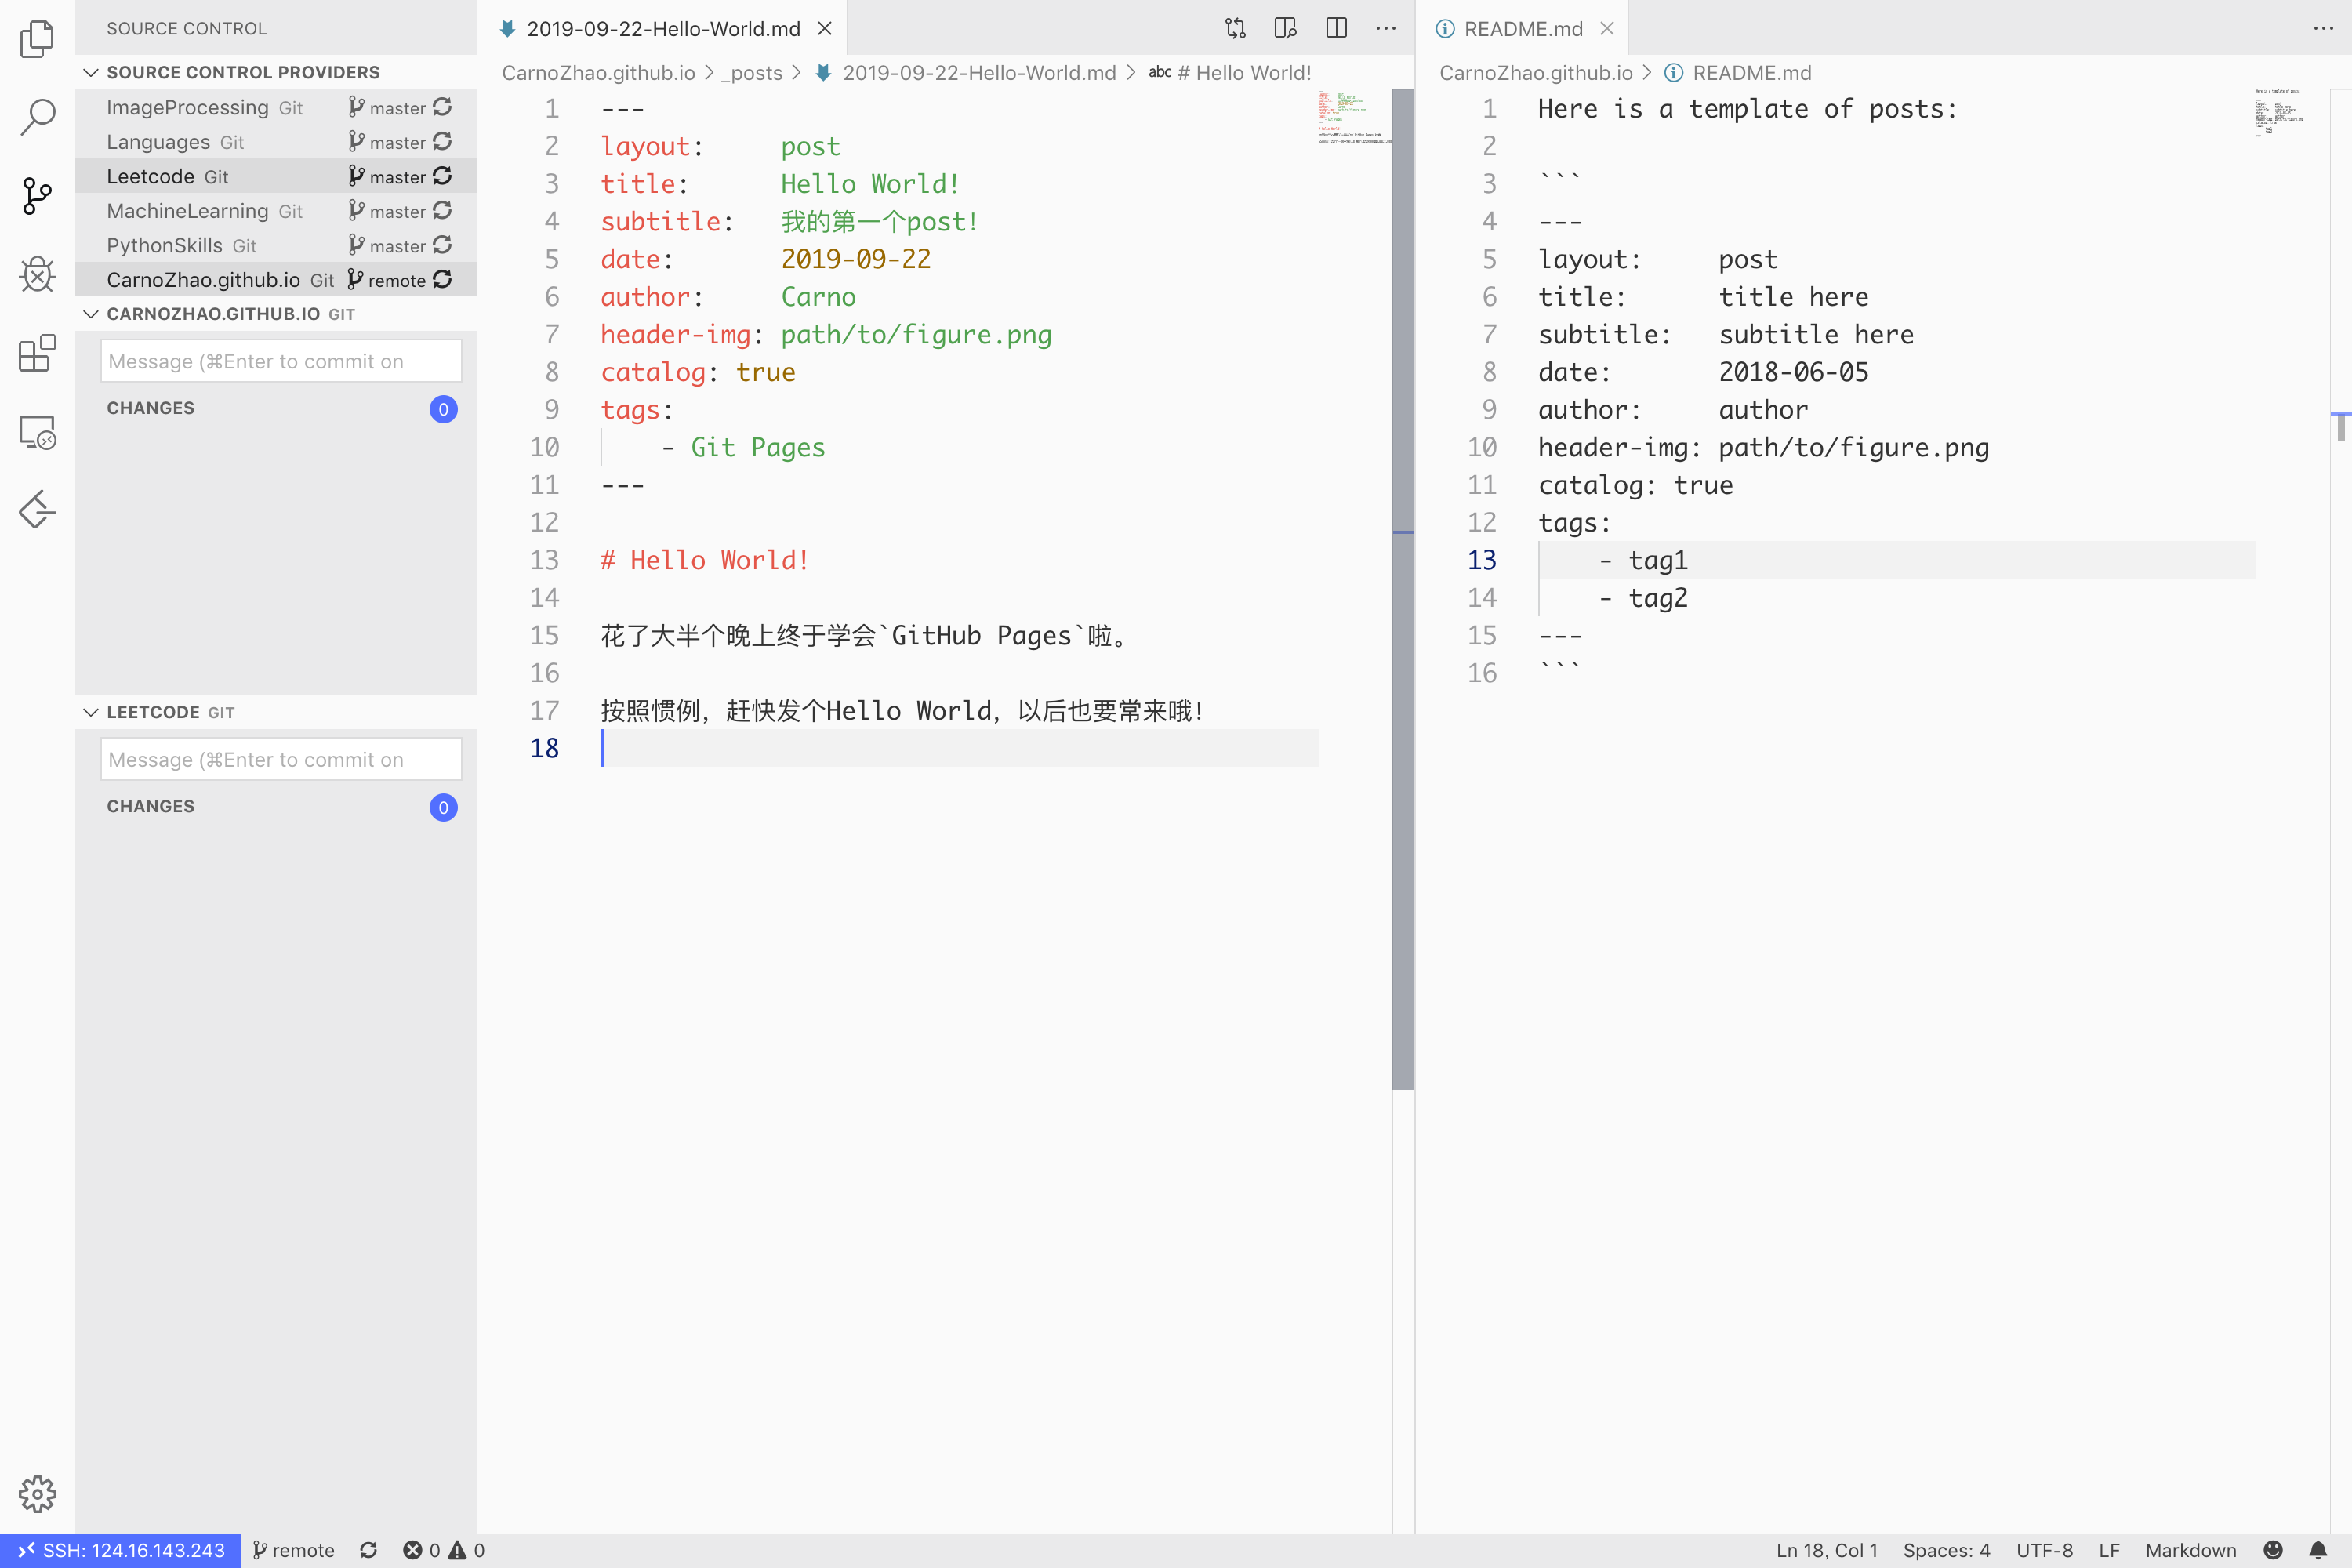 SOURCE CONTROL
SOURCE CONTROL PROVIDERS
ImageProcessing Git master
Languages Git master
Leetcode Git master
MachineLearning Git master
PythonSkills Git master
CarnoZhao.github.io Git remote
CARNOZHAO.GITHUB.IO GIT
Message (⌘Enter to commit on
CHANGES 0
LEETCODE GIT
Message (⌘Enter to commit on
CHANGES 0
2019-09-22-Hello-World.md
CarnoZhao.github.io > _posts > 2019-09-22-Hello-World.md > abc # Hello World!
1 ---
2 layout: post
3 title: Hello World!
4 subtitle: 我的第一个post!
5 date: 2019-09-22
6 author: Carno
7 header-img: path/to/figure.png
8 catalog: true
9 tags:
10 - Git Pages
11 ---
12
13 # Hello World!
14
15 花了大半个晚上终于学会`GitHub Pages`啦。
16
17 按照惯例，赶快发个Hello World，以后也要常来哦！
18
README.md
CarnoZhao.github.io > README.md
1 Here is a template of posts:
2
3 ```
4 ---
5 layout: post
6 title: title here
7 subtitle: subtitle here
8 date: 2018-06-05
9 author: author
10 header-img: path/to/figure.png
11 catalog: true
12 tags:
13 - tag1
14 - tag2
15 ---
16 ```
SSH: 124.16.143.243 remote 0 0 Ln 18, Col 1 Spaces: 4 UTF-8 LF Markdown